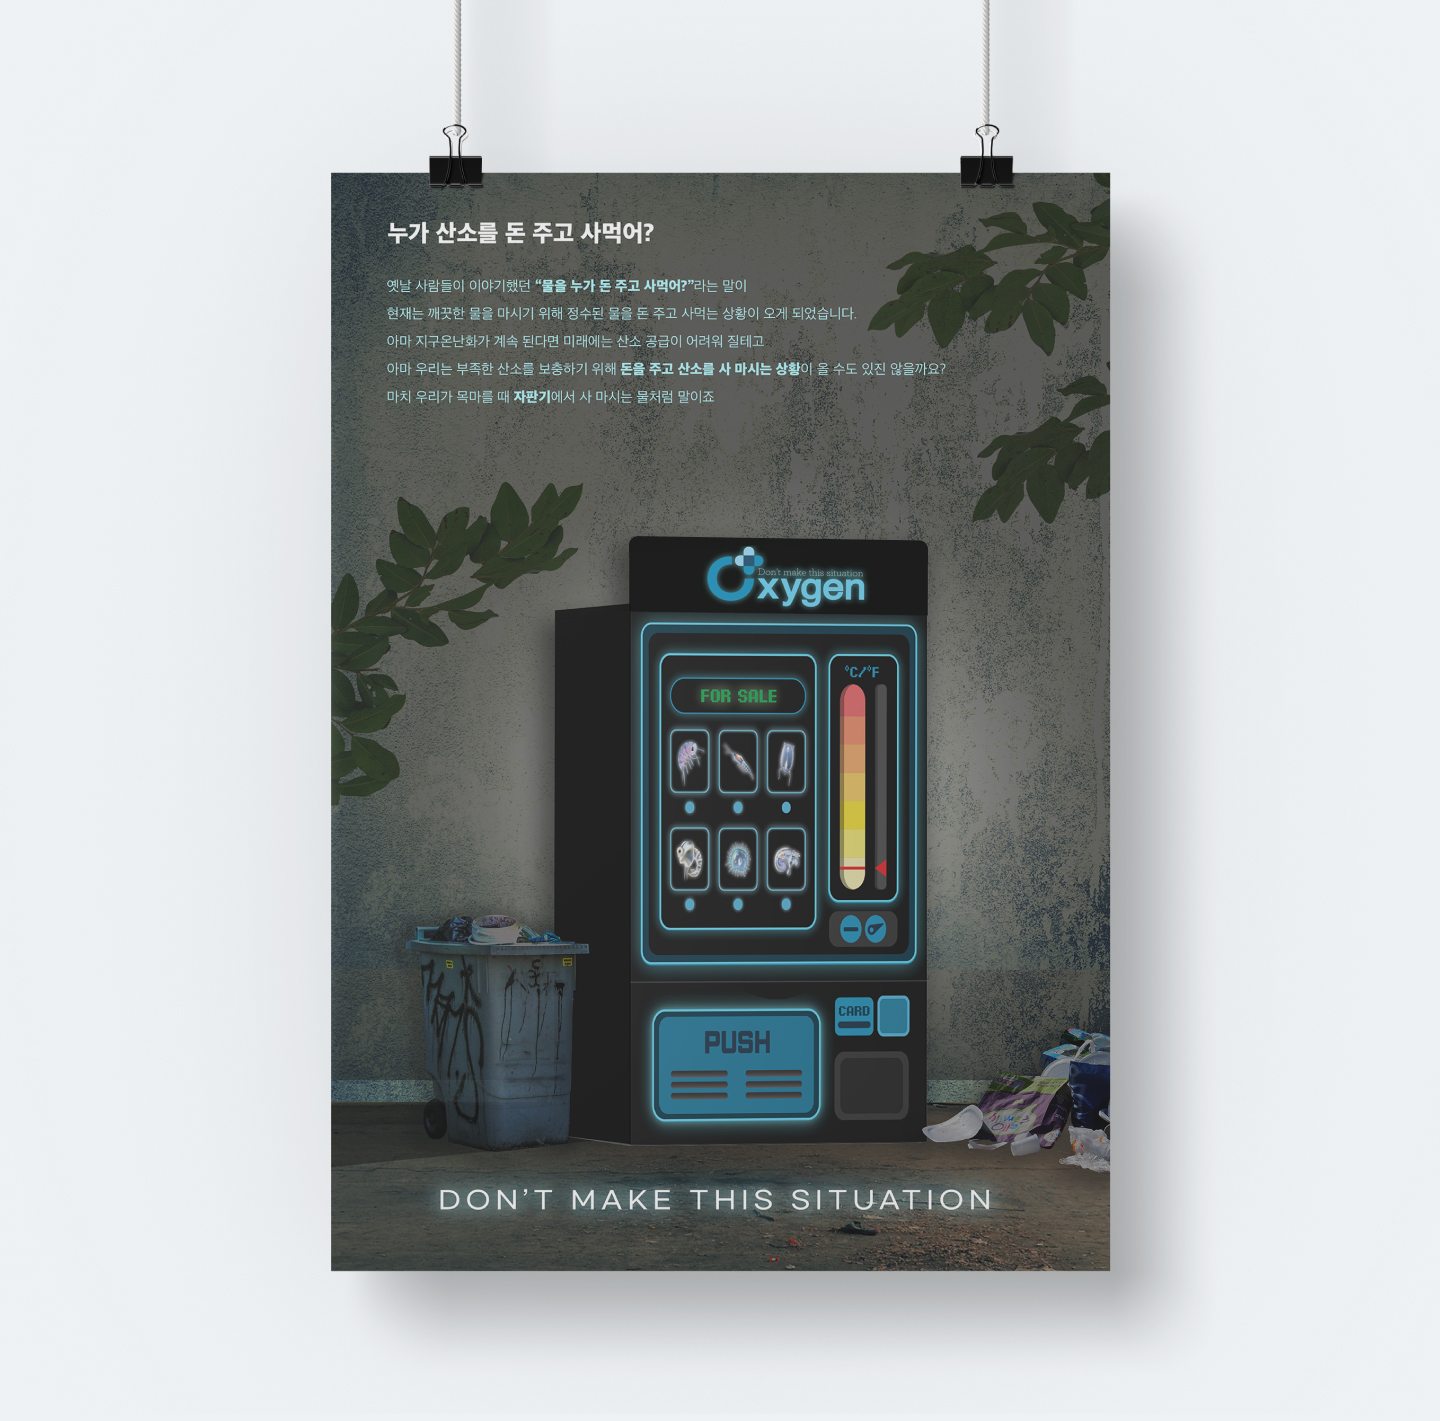 누가 산소를 돈 주고 사먹어?
옛날 사람들이 이야기했던 “물을 누가 돈 주고 사먹어?”라는 말이
현재는 깨끗한 물을 마시기 위해 정수된 물을 돈 주고 사먹는 상황이 오게 되었습니다.
아마 지구온난화가 계속 된다면 미래에는 산소 공급이 어려워 질테고
아마 우리는 부족한 산소를 보충하기 위해 돈을 주고 산소를 사 마시는 상황이 올 수도 있진 않을까요?
마치 우리가 목마를 때 자판기에서 사 마시는 물처럼 말이죠
Don't make this situation
Oxygen
°C/°F
FOR SALE
CARD
PUSH
DON'T MAKE THIS SITUATION